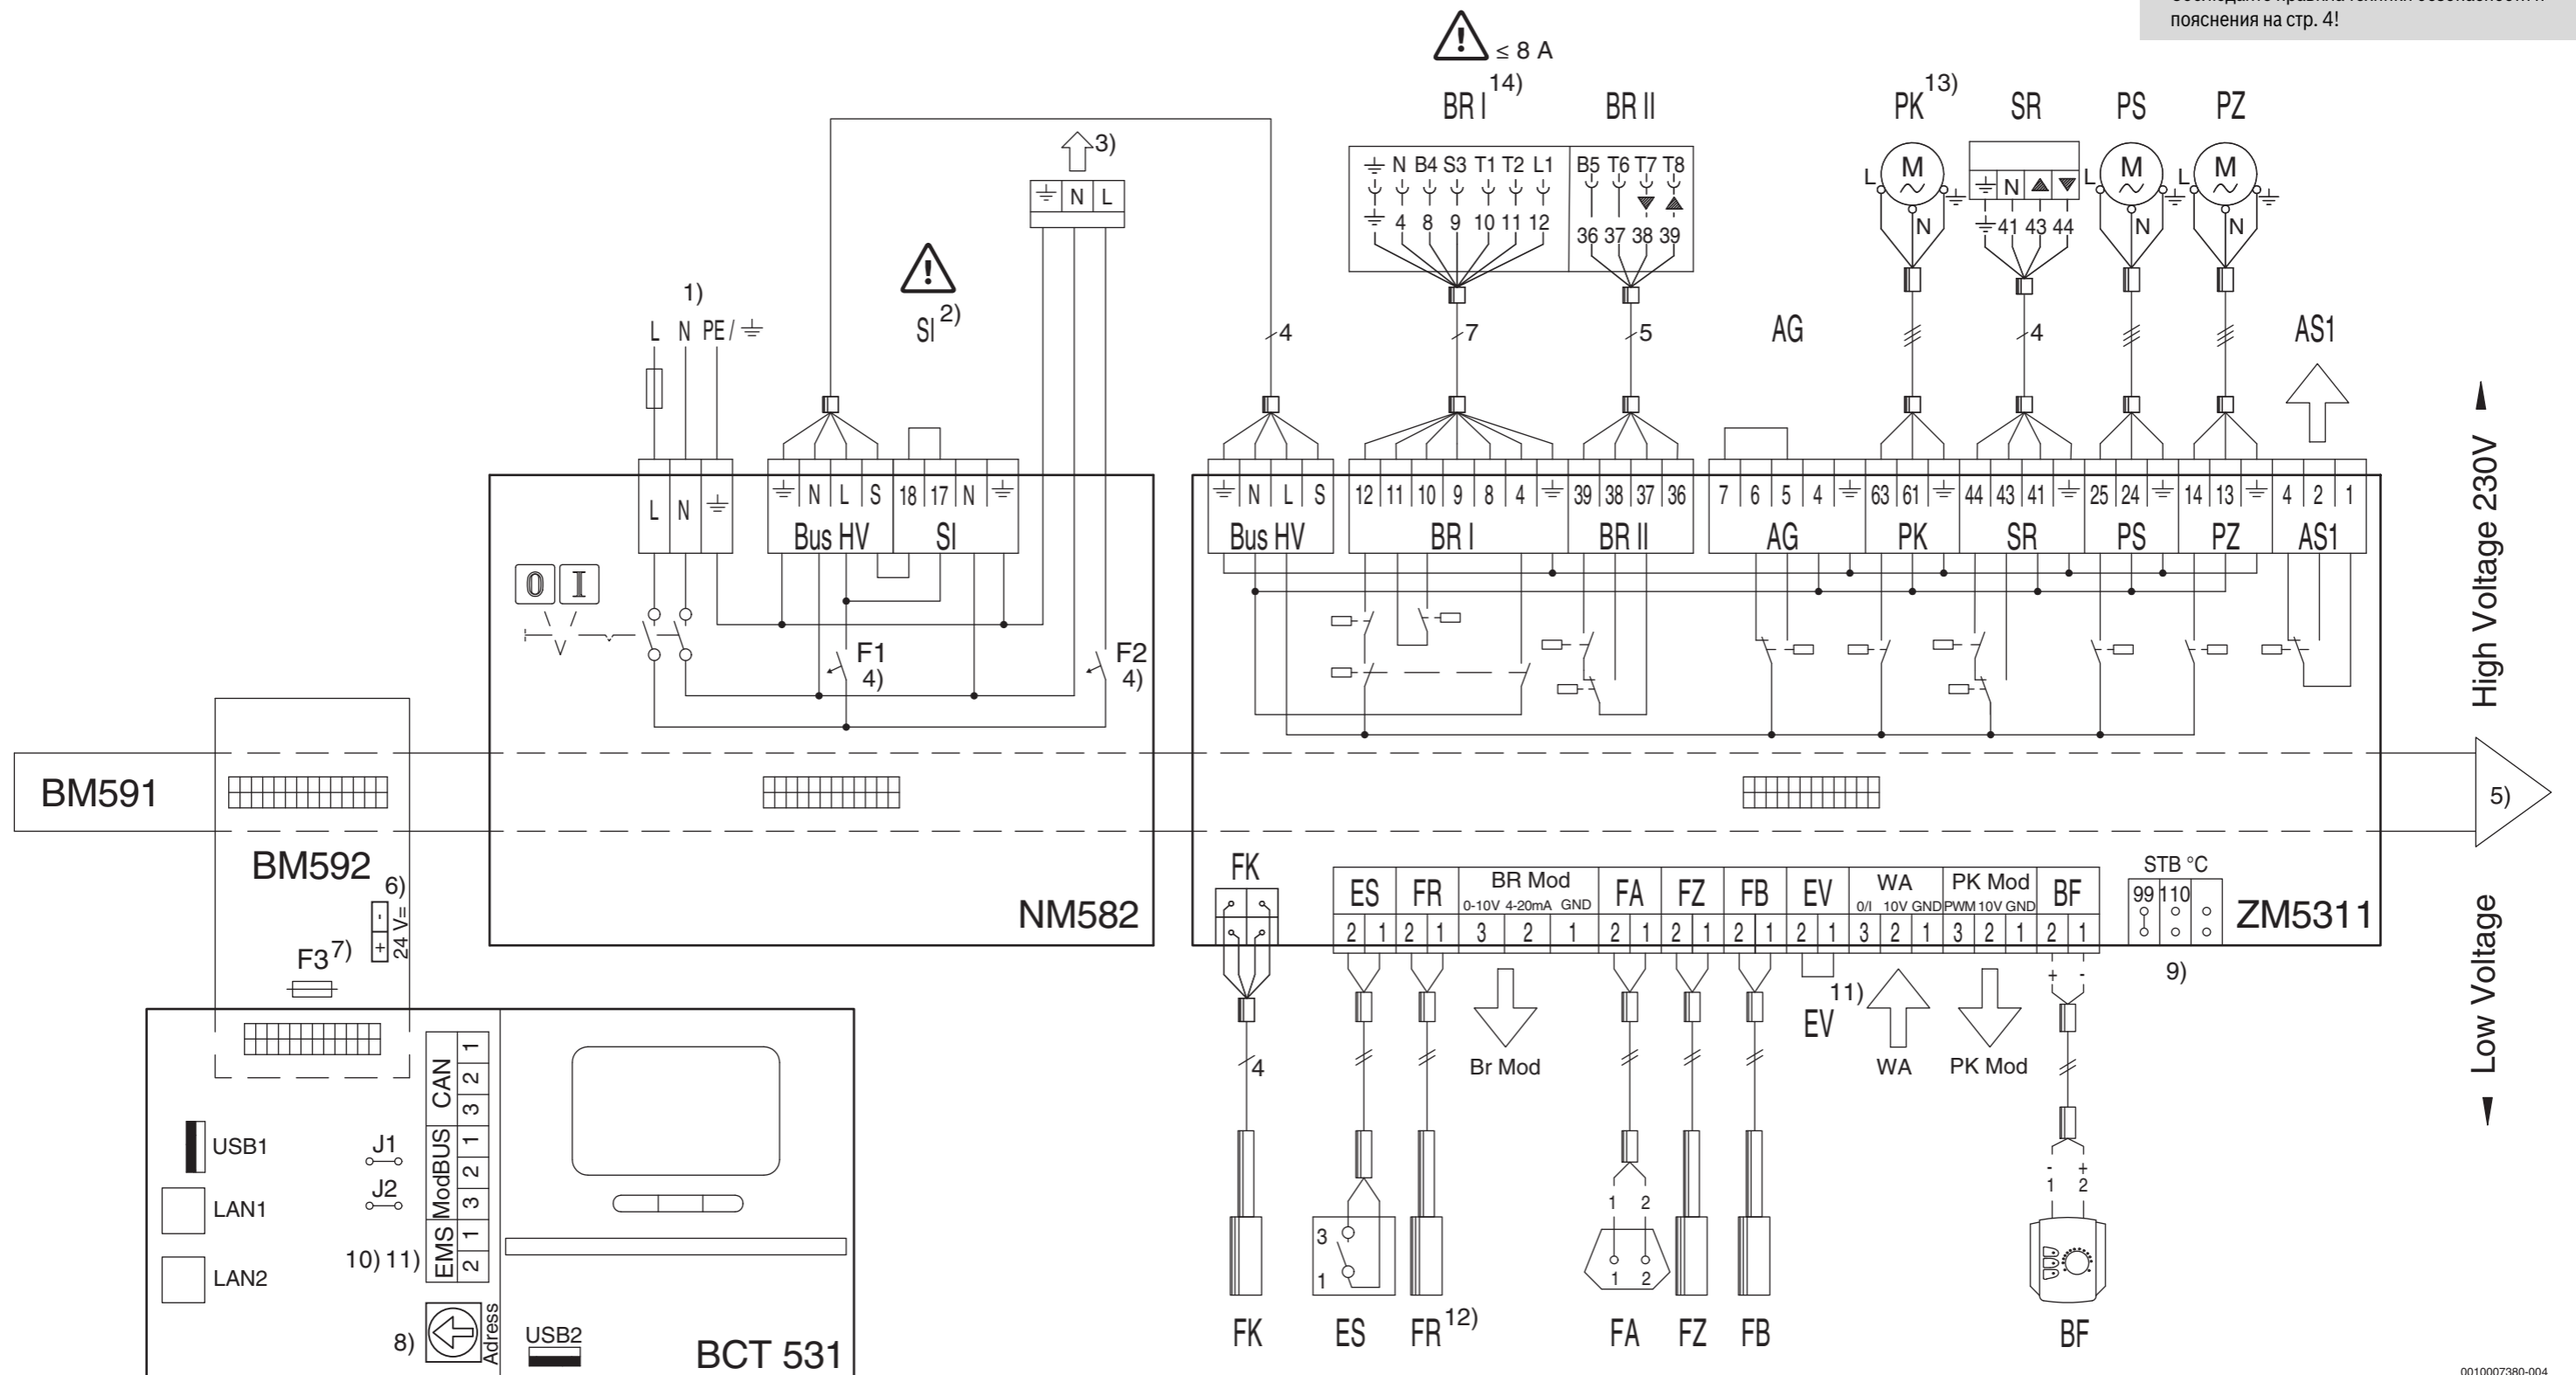 пояснения на стр. 4!
≤ 8 A
BR I 14)
BR II
PK 13)
SR
PS
PZ
3)
N L
N B4 S3 T1 T2 L1
4 8 9 10 11 12
B5 T6 T7 T8
36 37 38 39
L M N
N
41 43 44
L M N
L M N
1)
L N PE /
SI 2)
4
7
5
AG
4
AS1
High Voltage 230V
L N
N L S
Bus HV
18 17 N
SI
N L S
Bus HV
12 11 10 9 8 4
BR I
39 38 37 36
BR II
7 6 5 4
AG
63 61
PK
44 43 41
SR
25 24
PS
14 13
PZ
4 2 1
AS1
0 I
F1
4)
F2
4)
BM591
5)
BM592
6)
24 V=
- +
F3 7)
NM582
FK
ES FR BR Mod FA FZ FB EV WA PK Mod BF
0-10V 4-20mA GND 0/I 10V GND PWM 10V GND
2 1 2 1 3 2 1 2 1 2 1 2 1 2 1 3 2 1 3 2 1 2 1
STB °C
99 110
ZM5311
9)
+ -
11)
EV
Br Mod
WA
PK Mod
4
Low Voltage
CAN
1 2 3
ModBUS
1 2 3
EMS
1 2
USB1
LAN1
LAN2
J1
J2
10) 11)
8)
Adress
USB2
BCT 531
3
1
1 2
1 2
- +
1 2
FK
ES
FR 12)
FA
FZ
FB
BF
0010007380-004